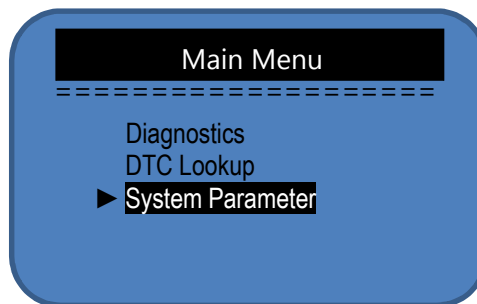 Main Menu
====================
Diagnostics
DTC Lookup
► System Parameter